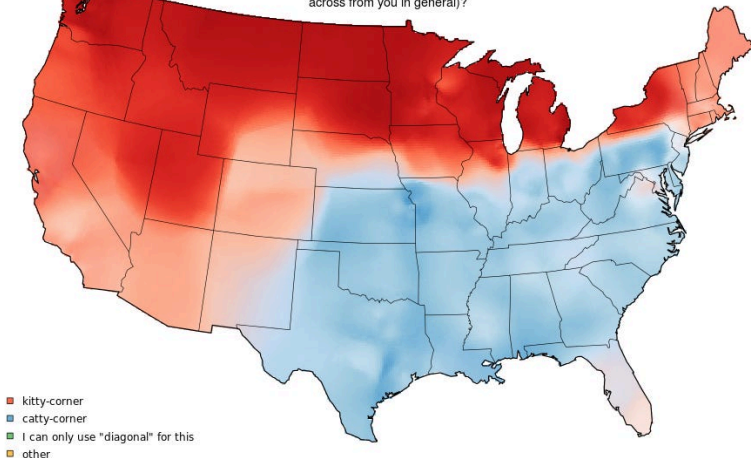 across from you in general)?
kitty-corner
catty-corner
I can only use "diagonal" for this
other